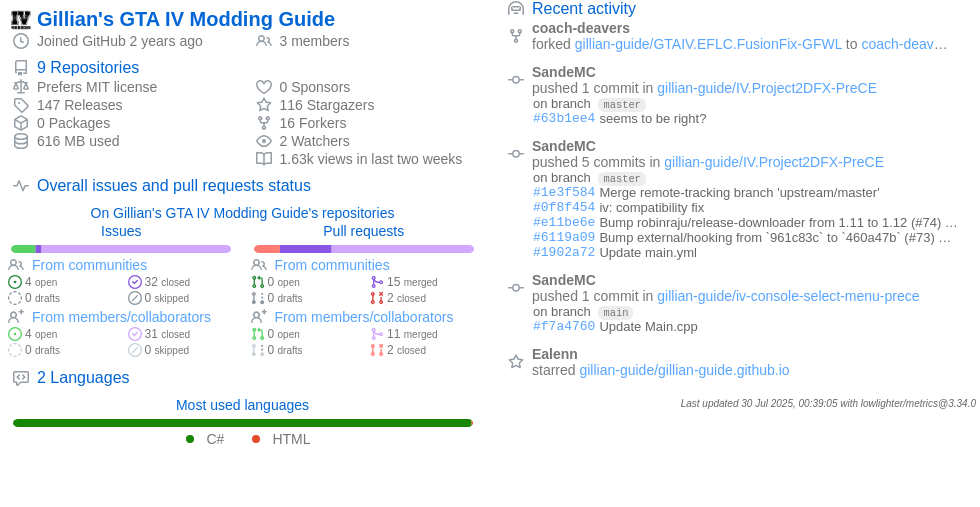 Gillian's GTA IV Modding Guide
Joined GitHub 2 years ago
3 members
9 Repositories
Prefers MIT license
147 Releases
0 Packages
616 MB used
0 Sponsors
116 Stargazers
16 Forkers
2 Watchers
1.63k views in last two weeks
Overall issues and pull requests status
On Gillian's GTA IV Modding Guide's repositories
Issues
From communities
4 open
32 closed
0 drafts
0 skipped
From members/collaborators
4 open
31 closed
0 drafts
0 skipped
Pull requests
From communities
0 open
15 merged
0 drafts
2 closed
From members/collaborators
0 open
11 merged
0 drafts
2 closed
2 Languages
Most used languages
C#
HTML
Recent activity
coach-deavers
forked gillian-guide/GTAIV.EFLC.FusionFix-GFWL to coach-deav…
SandeMC
pushed 1 commit in gillian-guide/IV.Project2DFX-PreCE
on branch master
#63b1ee4 seems to be right?
SandeMC
pushed 5 commits in gillian-guide/IV.Project2DFX-PreCE
on branch master
#1e3f584 Merge remote-tracking branch 'upstream/master'
#0f8f454 iv: compatibility fix
#e11be6e Bump robinraju/release-downloader from 1.11 to 1.12 (#74) …
#6119a09 Bump external/hooking from `961c83c` to `460a47b` (#73) …
#1902a72 Update main.yml
SandeMC
pushed 1 commit in gillian-guide/iv-console-select-menu-prece
on branch main
#f7a4760 Update Main.cpp
Ealenn
starred gillian-guide/gillian-guide.github.io
Last updated 30 Jul 2025, 00:39:05 with lowlighter/metrics@3.34.0